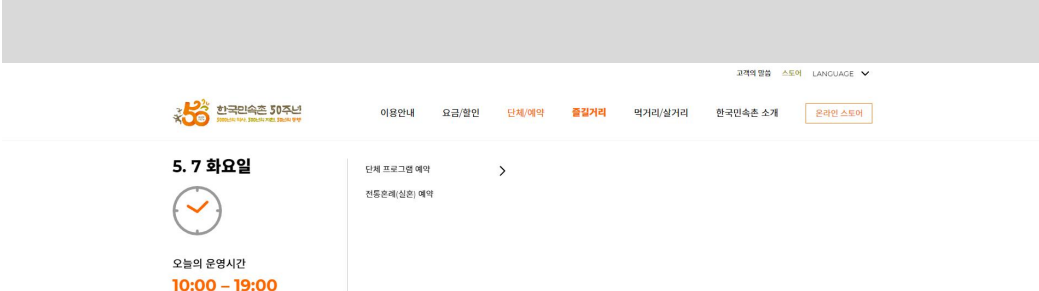 고객의 말씀 스토어 LANGUAGE
한국민속촌 50주년
이용안내 요금/할인 단체/예약 즐길거리 먹거리/살거리 한국민속촌 소개 온라인 스토어
5. 7 화요일
단체 프로그램 예약
전통혼례(실혼) 예약
오늘의 운영시간
10:00 – 19:00